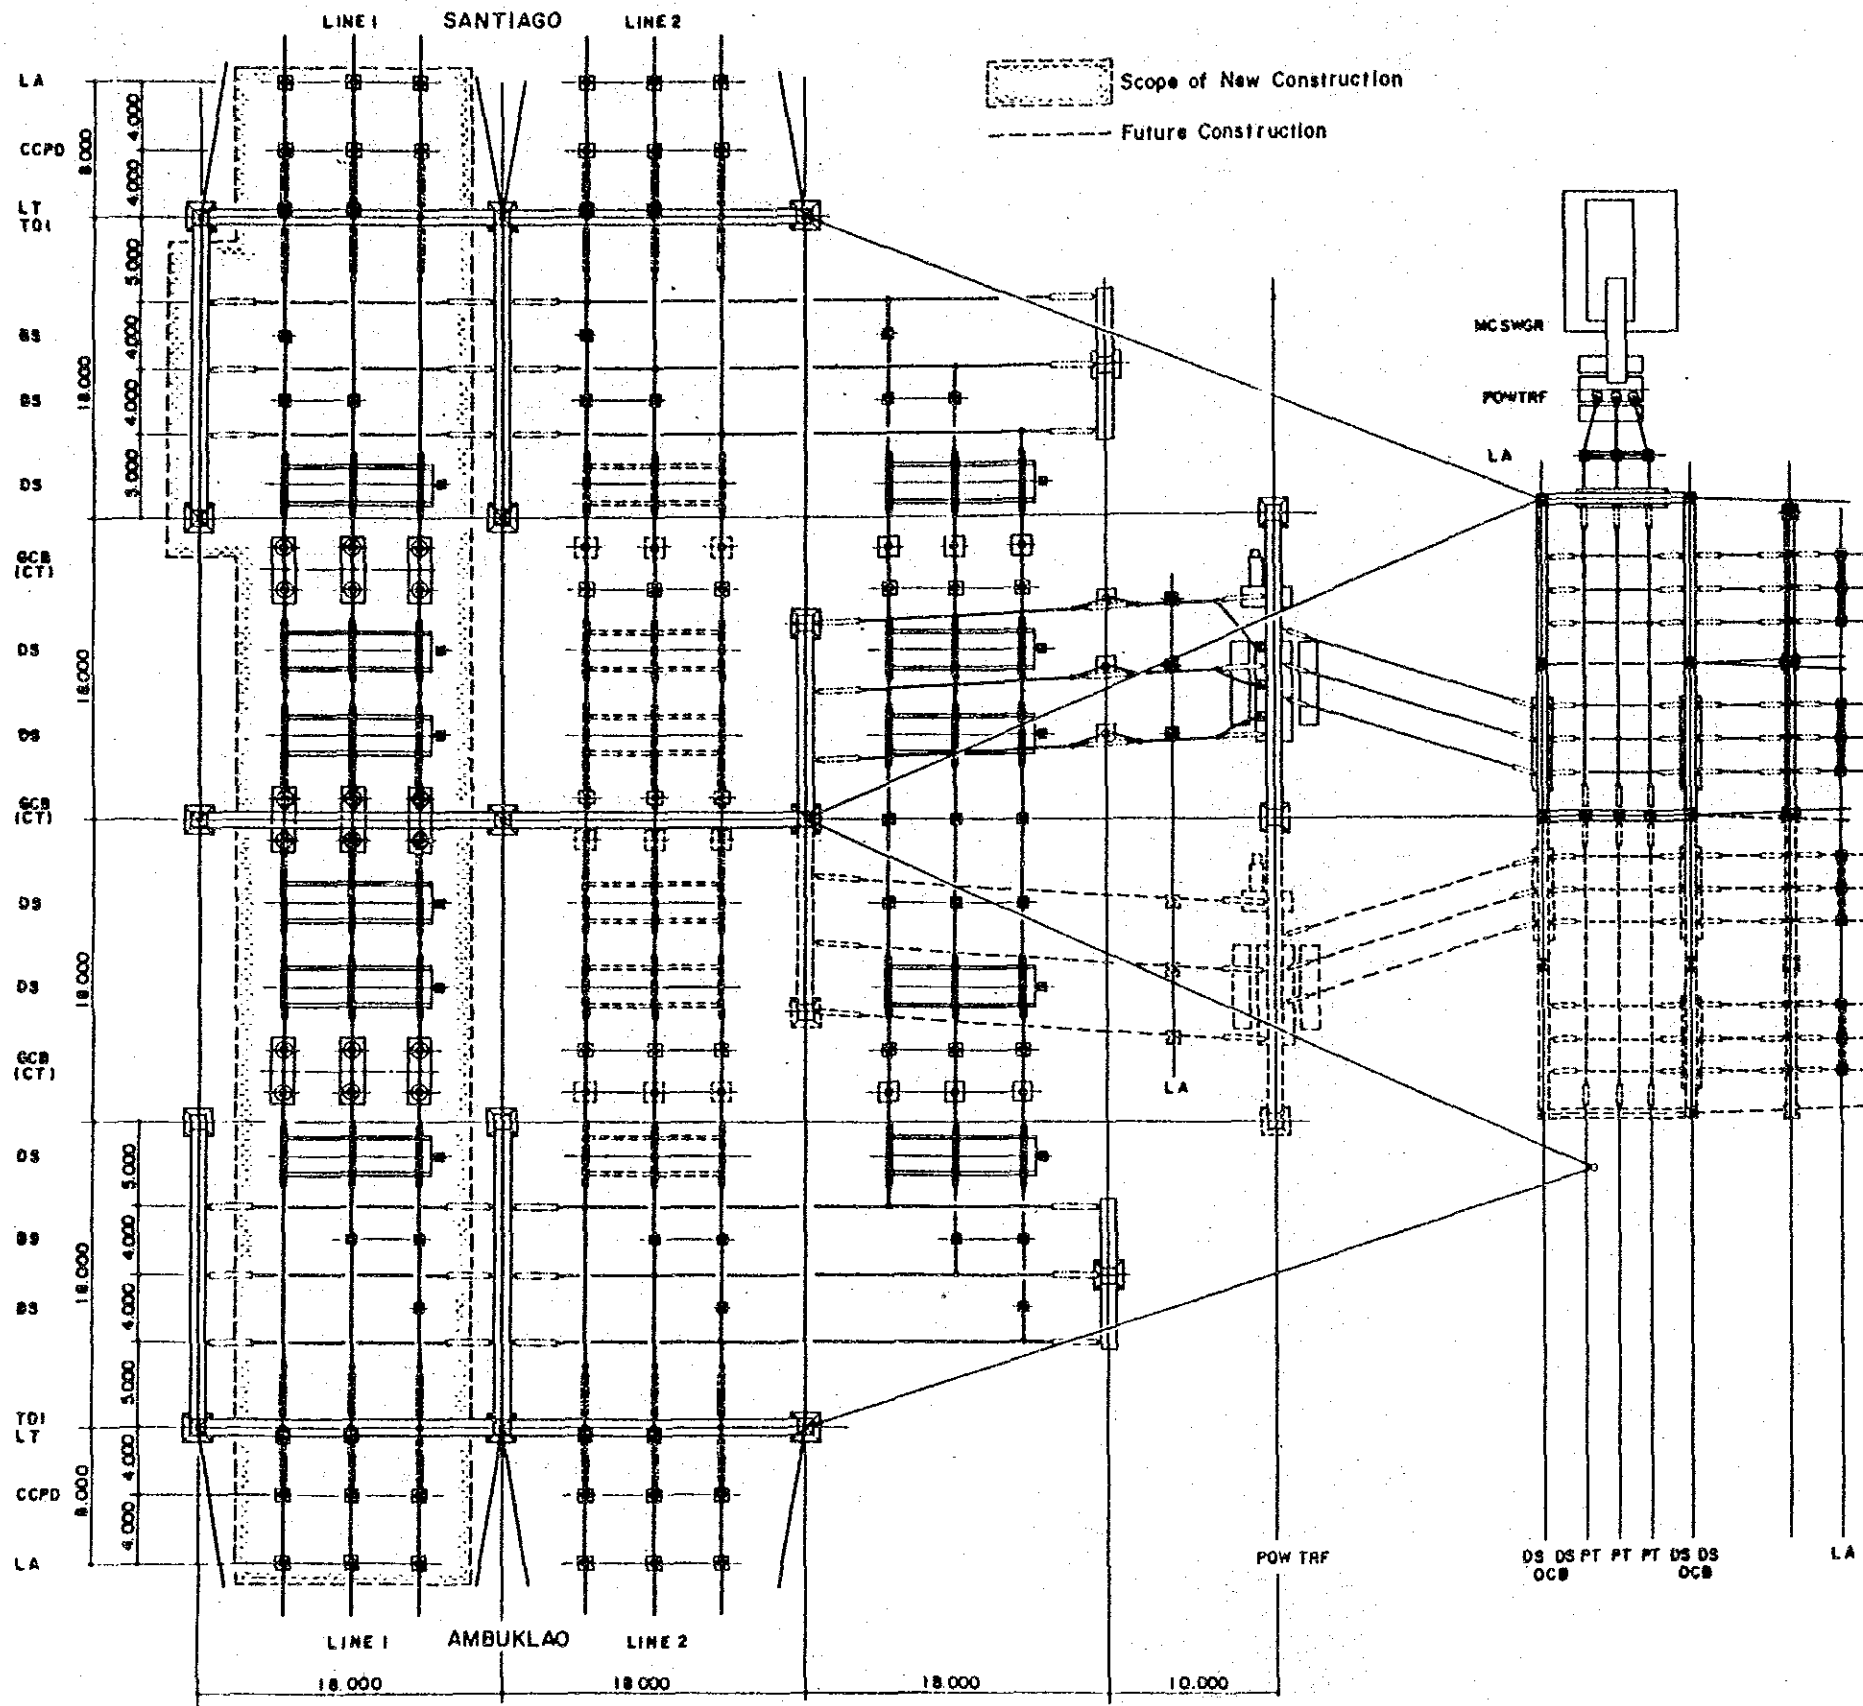 LINE 1 SANTIAGO LINE 2
Scope of New Construction
Future Construction
LA
CCPD
LT
TDI
BS
BS
DS
GCB
(CT)
DS
DS
GCB
(CT)
DS
DS
GCB
(CT)
DS
BS
BS
TDI
LT
CCPD
LA
8.000
18.000
18.000
18.000
18.000
8.000
4.000
4.000
5.000
4.000
4.000
5.000
5.000
4.000
4.000
5.000
4.000
4.000
MCSWGR
POWTRF
LA
LA
POW TRF
DS DS PT PT PT DS DS
OCB OCB
LA
LINE 1 AMBUKLAO LINE 2
18.000 18.000 18.000 10.000